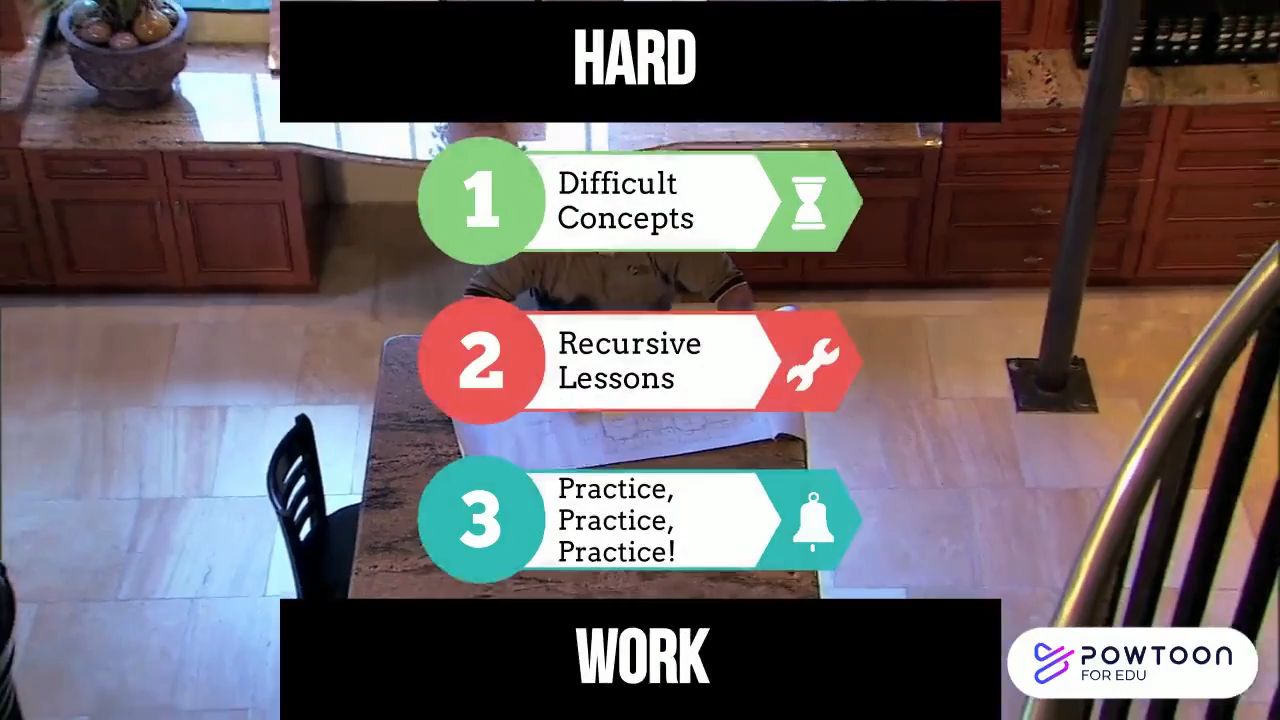 HARD
1
Difficult
Concepts
2
Recursive
Lessons
3
Practice,
Practice,
Practice!
WORK
POWTOON
FOR EDU